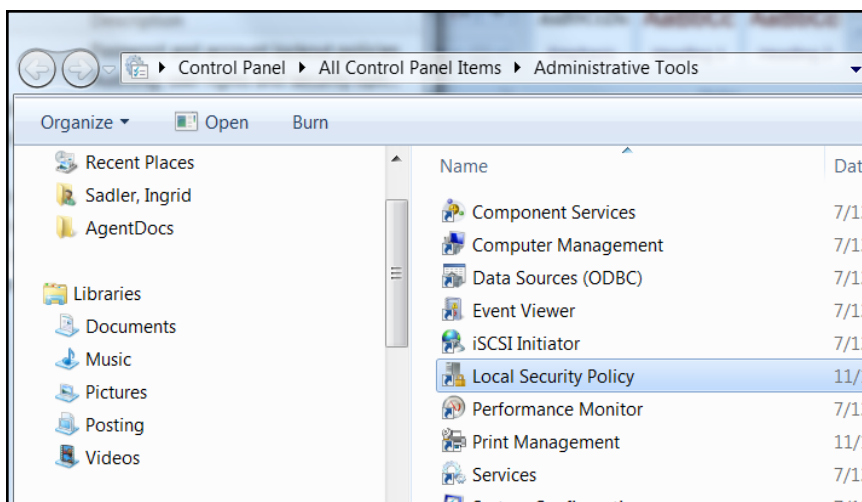 Description
Control Panel All Control Panel Items Administrative Tools
Organize Open Burn
Recent Places
Sadler, Ingrid
AgentDocs
Libraries
Documents
Music
Pictures
Posting
Videos
Name Dat
Component Services 7/1
Computer Management 7/1
Data Sources (ODBC) 7/1
Event Viewer 7/1
iSCSI Initiator 7/1
Local Security Policy 11/
Performance Monitor 7/1
Print Management 11/
Services 7/1